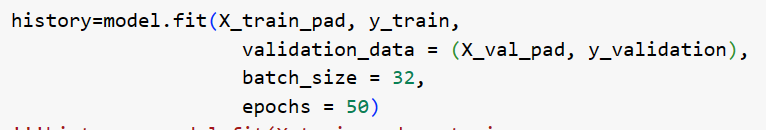 history=model.fit(X_train_pad, y_train,
validation_data = (X_val_pad, y_validation),
batch_size = 32,
epochs = 50)